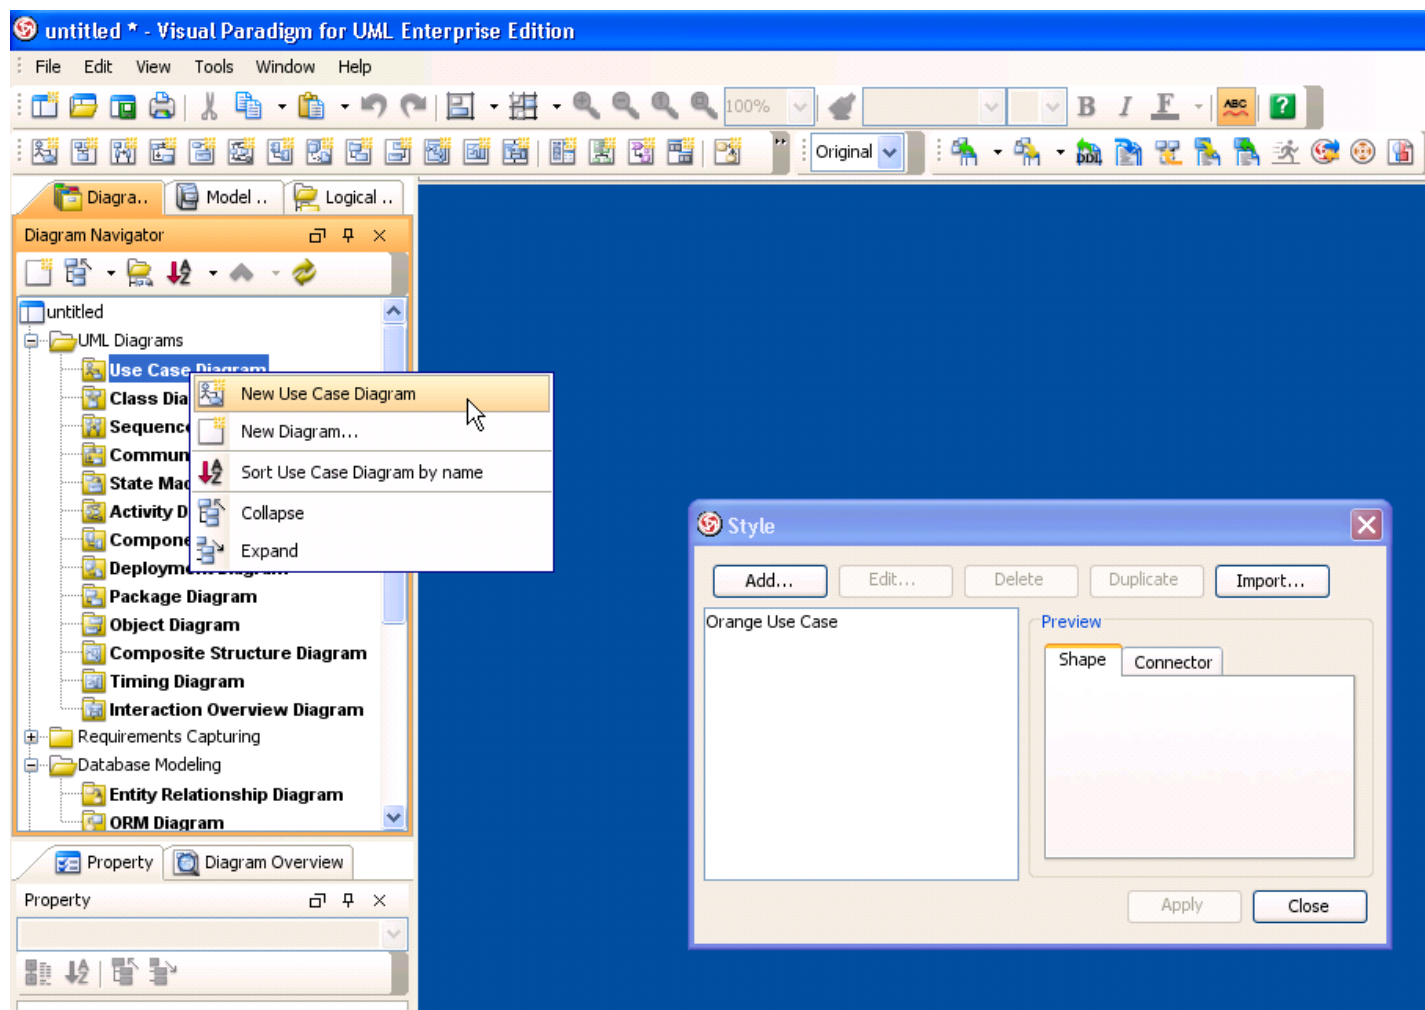 untitled * - Visual Paradigm for UML Enterprise Edition
File Edit View Tools Window Help
100% B I F ABC ?
Original DDL
Diagra.. Model .. Logical ..
Diagram Navigator
untitled
UML Diagrams
Use Case Diagram
Class Dia
New Use Case Diagram
Sequence
New Diagram...
Commun
Sort Use Case Diagram by name
State Mac
Activity D
Collapse
Compone
Expand
Deployment Diagram
Package Diagram
Object Diagram
Composite Structure Diagram
Timing Diagram
Interaction Overview Diagram
Requirements Capturing
Database Modeling
Entity Relationship Diagram
ORM Diagram
Property Diagram Overview
Property
Style
Add... Edit... Delete Duplicate Import...
Orange Use Case
Preview
Shape Connector
Apply Close